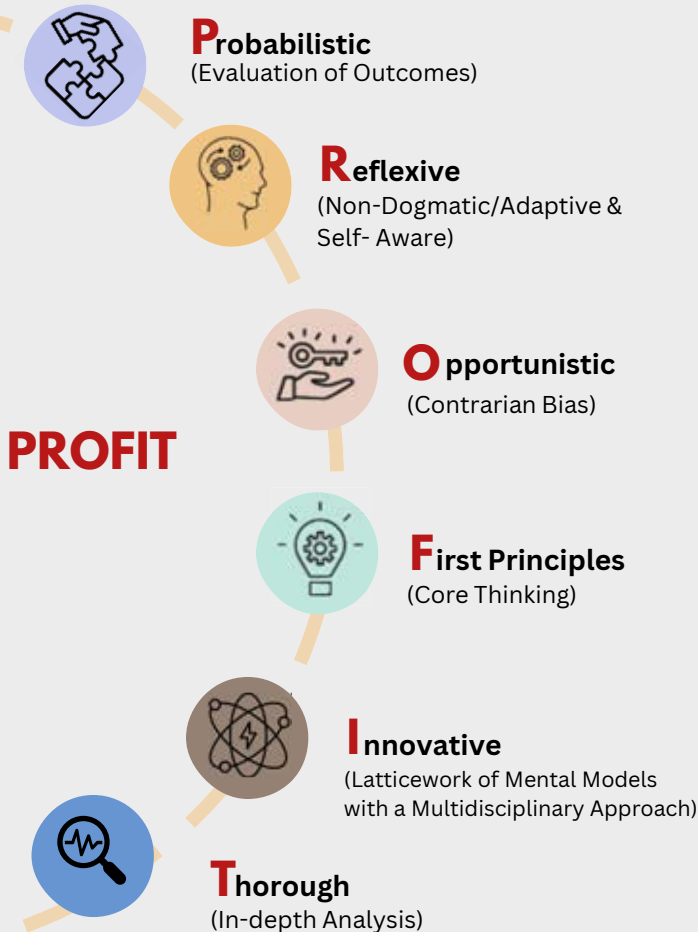 Probabilistic
(Evaluation of Outcomes)
Reflexive
(Non-Dogmatic/Adaptive &
Self- Aware)
Opportunistic
(Contrarian Bias)
PROFIT
First Principles
(Core Thinking)
Innovative
(Latticework of Mental Models
with a Multidisciplinary Approach)
Thorough
(In-depth Analysis)